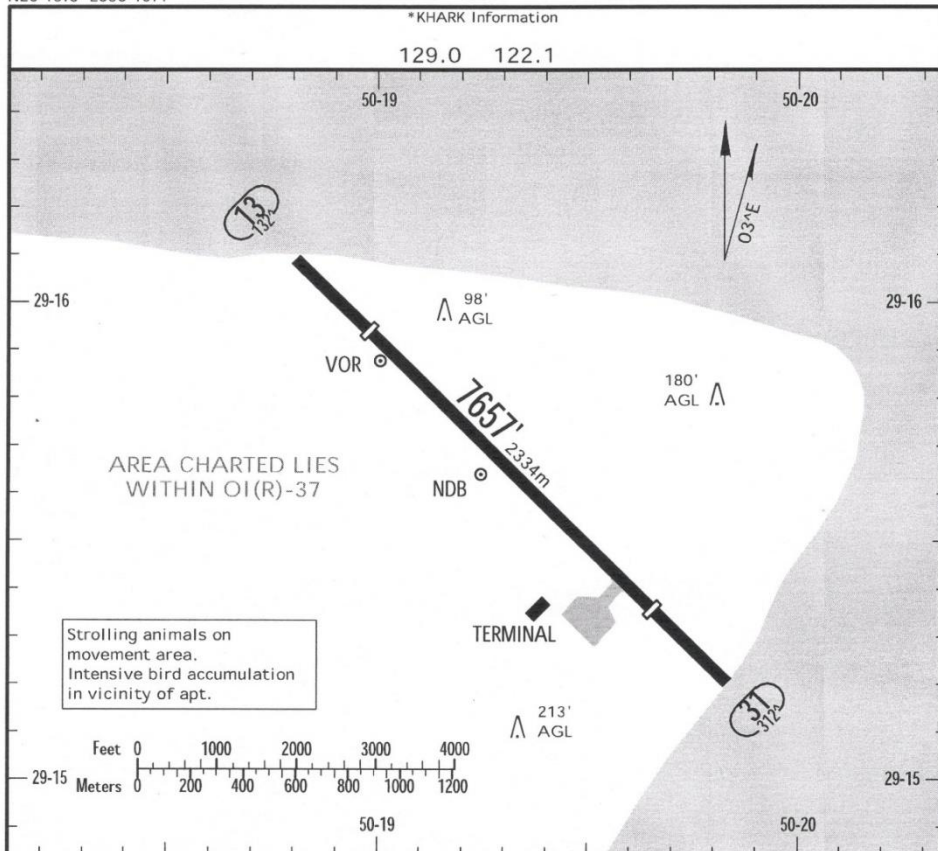 *KHARK Information
129.0 122.1
50-19
50-20
13
132^
03^E
29-16
98'
AGL
29-16
VOR
180'
AGL
7657'
2334m
AREA CHARTED LIES
WITHIN OI(R)-37
NDB
TERMINAL
Strolling animals on
movement area.
Intensive bird accumulation
in vicinity of apt.
31
312^
213'
AGL
Feet 0 1000 2000 3000 4000
29-15
29-15
Meters 0 200 400 600 800 1000 1200
50-19
50-20